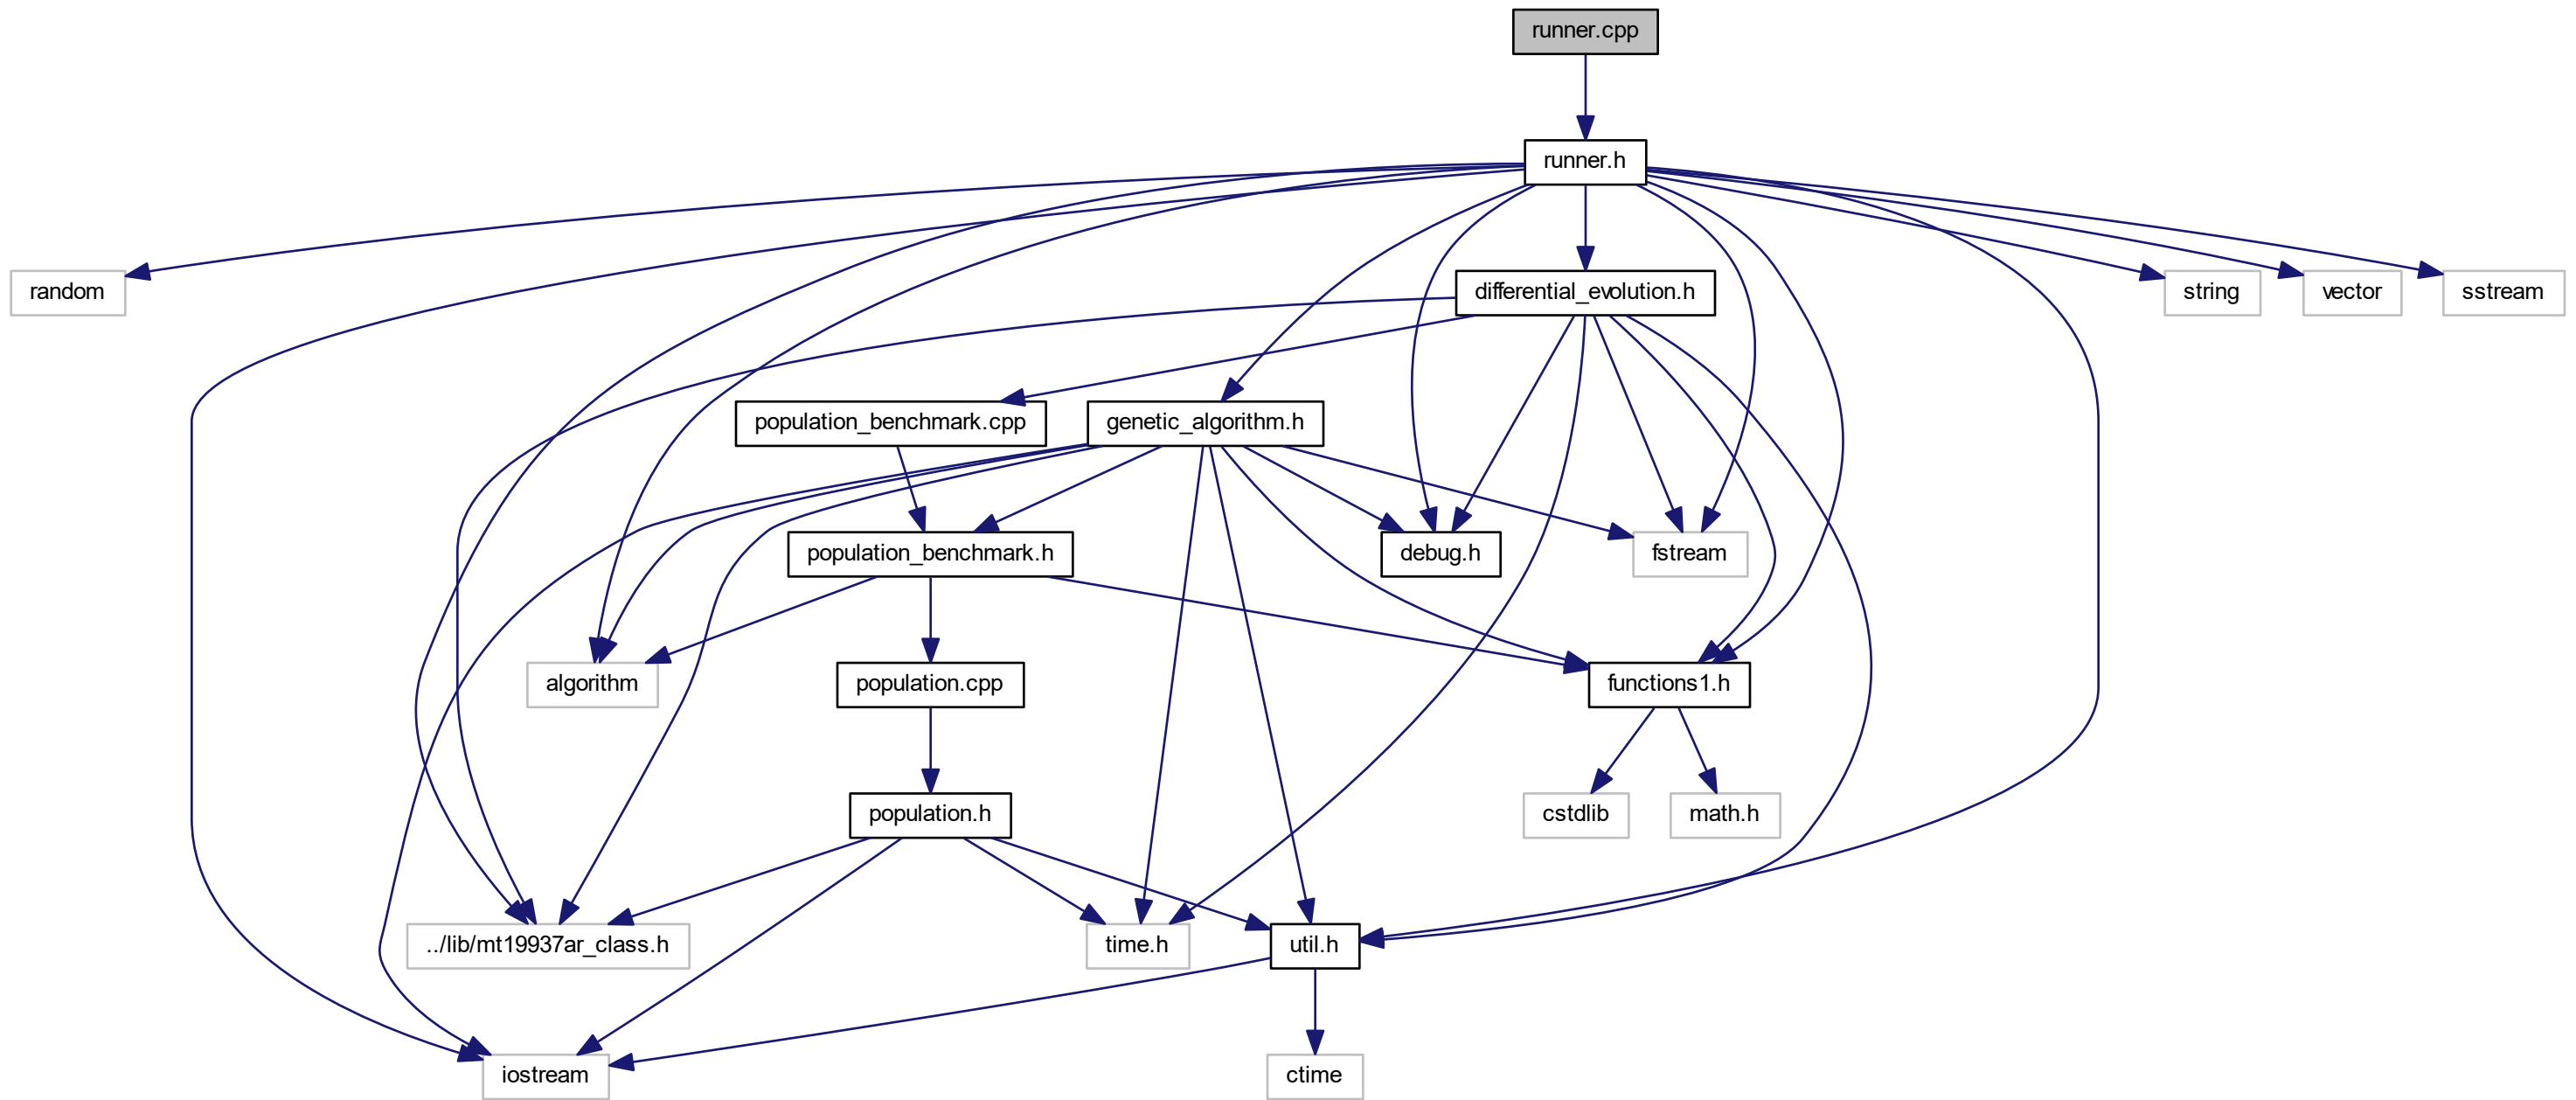 runner.cpp
runner.h
random
differential_evolution.h
string
vector
sstream
population_benchmark.cpp
genetic_algorithm.h
population_benchmark.h
debug.h
fstream
algorithm
population.cpp
functions1.h
population.h
cstdlib
math.h
../lib/mt19937ar_class.h
time.h
util.h
iostream
ctime